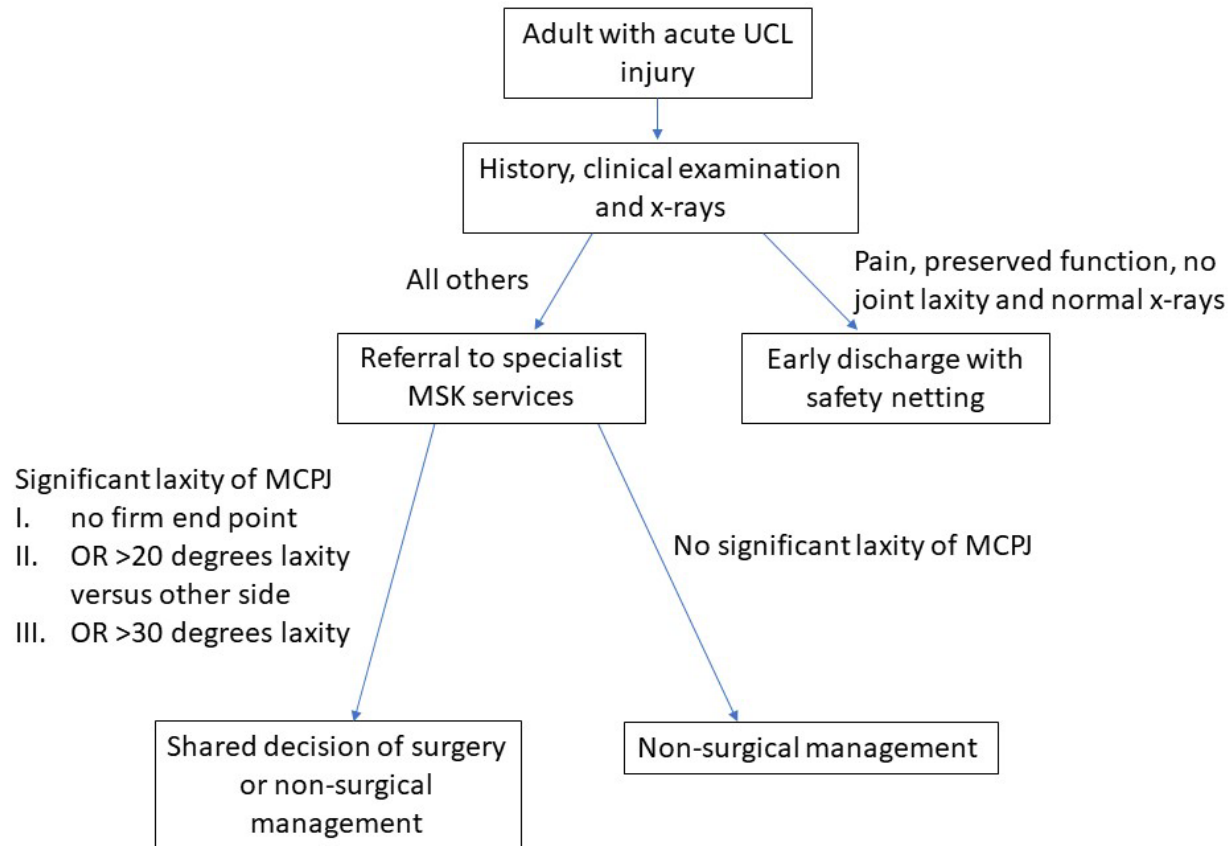 Adult with acute UCL
injury
History, clinical examination
and x-rays
All others
Pain, preserved function, no
joint laxity and normal x-rays
Referral to specialist
MSK services
Early discharge with
safety netting
Significant laxity of MCPJ
I. no firm end point
II. OR >20 degrees laxity
versus other side
III. OR >30 degrees laxity
No significant laxity of MCPJ
Shared decision of surgery
or non-surgical
management
Non-surgical management